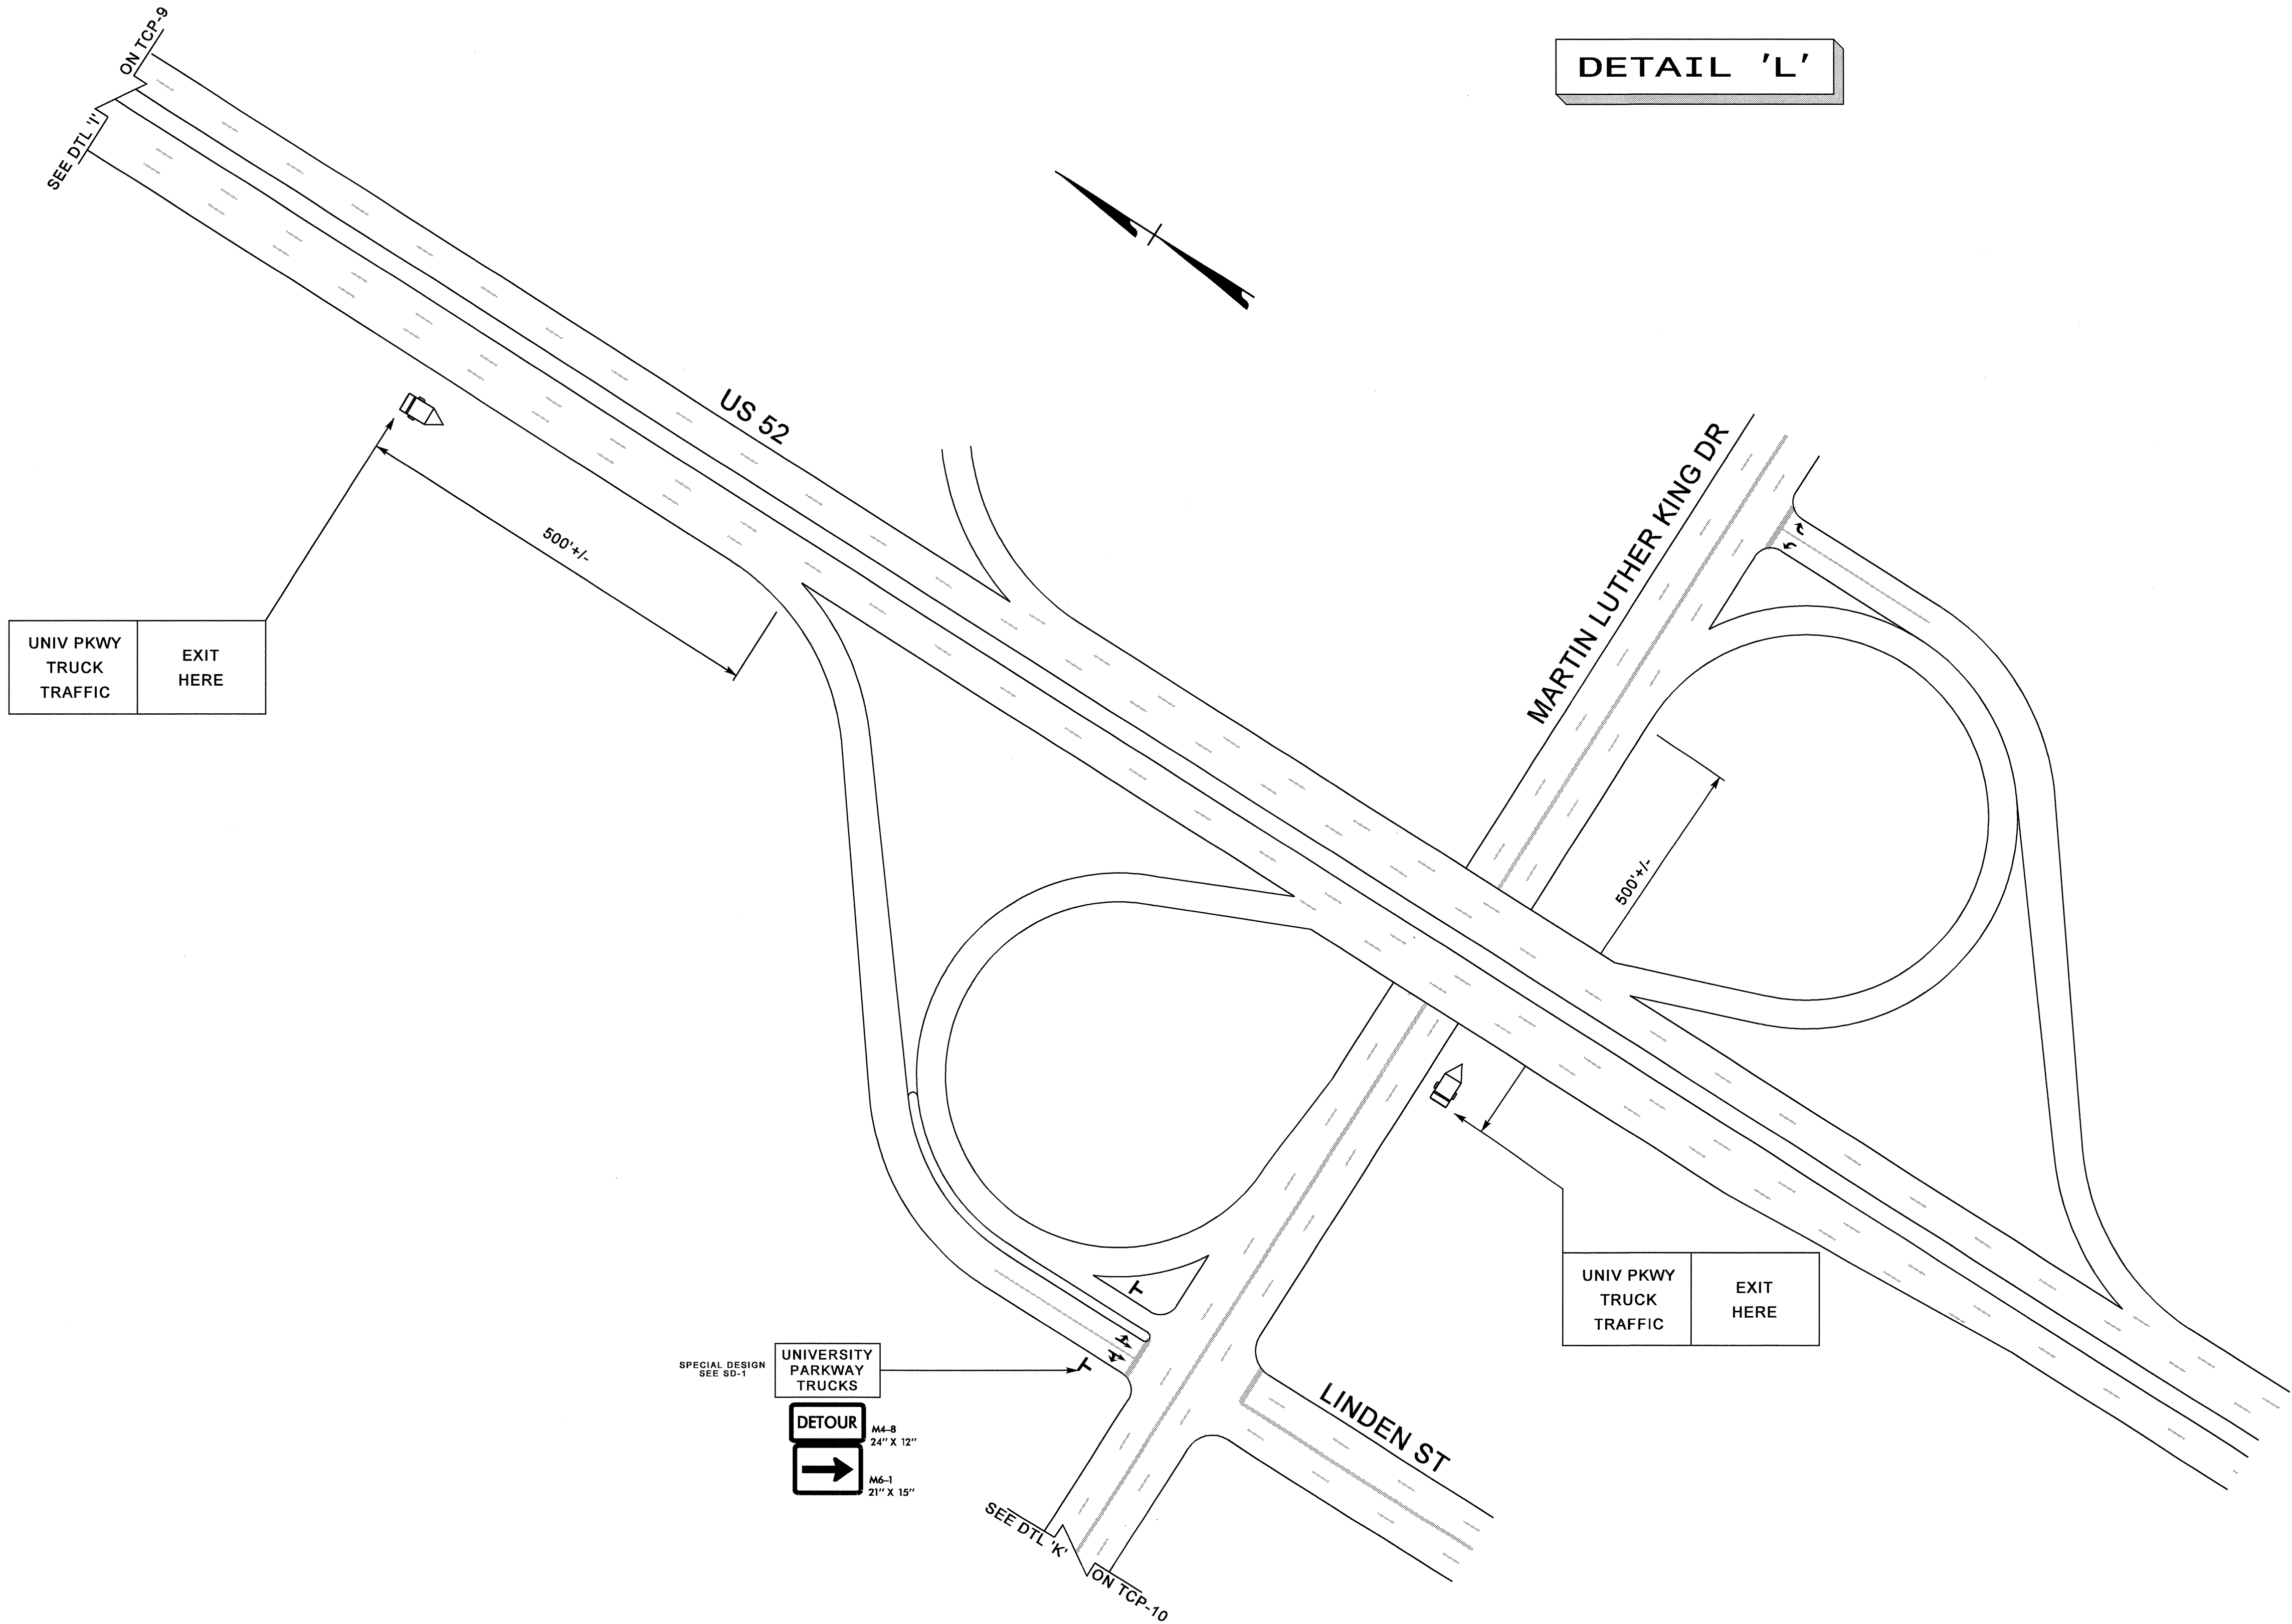 DETAIL 'L'
ON TCP-9
SEE DTL 'I'
US 52
MARTIN LUTHER KING DR
500'+/-
UNIV PKWY
TRUCK
TRAFFIC
EXIT
HERE
500'+/-
UNIV PKWY
TRUCK
TRAFFIC
EXIT
HERE
SPECIAL DESIGN
SEE SD-1
UNIVERSITY
PARKWAY
TRUCKS
DETOUR
M4-8
24" X 12"
M6-1
21" X 15"
LINDEN ST
SEE DTL 'K'
ON TCP-10